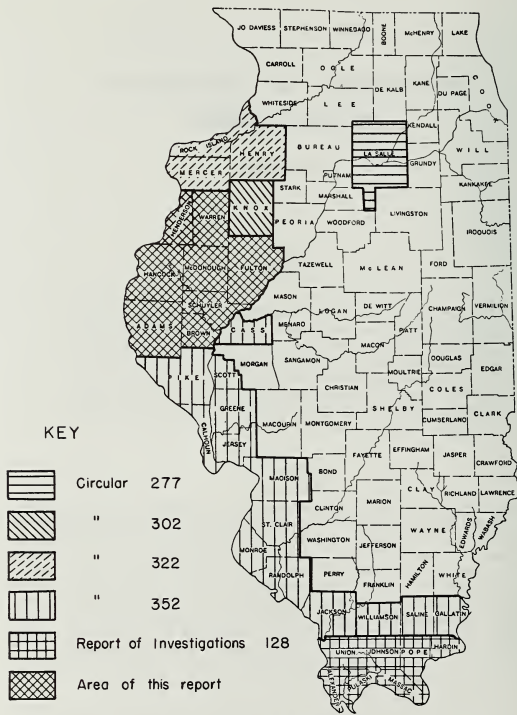 JO DAVIESS STEPHENSON WINNEBAGO BOONE McHENRY LAKE
CARROLL OGLE KANE COOK
DE KALB DU PAGE
WHITESIDE LEE
KENDALL
ROCK ISLAND HENRY BUREAU LA SALLE GRUNDY WILL
MERCER PUTNAM
STARK MARSHALL KANKAKEE
HENDERSON WARREN KNOX PEORIA WOODFORD LIVINGSTON IROQUOIS
HANCOCK McDONOUGH FULTON TAZEWELL McLEAN FORD
SCHUYLER MASON
ADAMS BROWN LOGAN DE WITT CHAMPAIGN VERMILION
CASS MENARD PIATT
MACON
PIKE SCOTT MORGAN SANGAMON DOUGLAS EDGAR
MOULTRIE
CHRISTIAN COLES
GREENE SHELBY
CALHOUN MACOUPIN MONTGOMERY CUMBERLAND CLARK
JERSEY
FAYETTE EFFINGHAM JASPER CRAWFORD
MADISON BOND
CLAY RICHLAND LAWRENCE
CLINTON MARION
ST. CLAIR WAYNE EDWARDS WABASH
MONROE WASHINGTON JEFFERSON
RANDOLPH PERRY HAMILTON WHITE
FRANKLIN
JACKSON WILLIAMSON SALINE GALLATIN
UNION JOHNSON POPE HARDIN
ALEXANDER PULASKI MASSAC
KEY
Circular 277
" 302
" 322
" 352
Report of Investigations 128
Area of this report